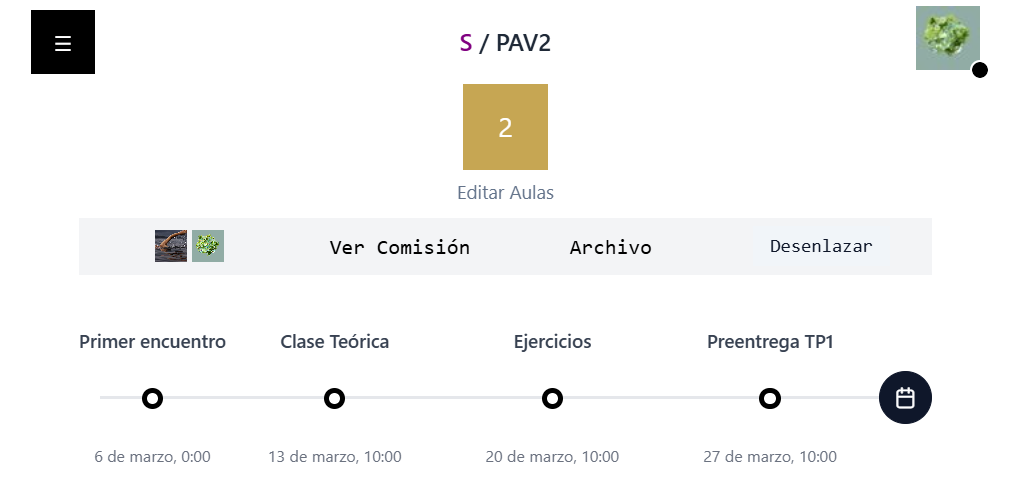 ☰
S / PAV2
2
Editar Aulas
Ver Comisión Archivo Desenlazar
Primer encuentro Clase Teórica Ejercicios Preentrega TP1
6 de marzo, 0:00 13 de marzo, 10:00 20 de marzo, 10:00 27 de marzo, 10:00